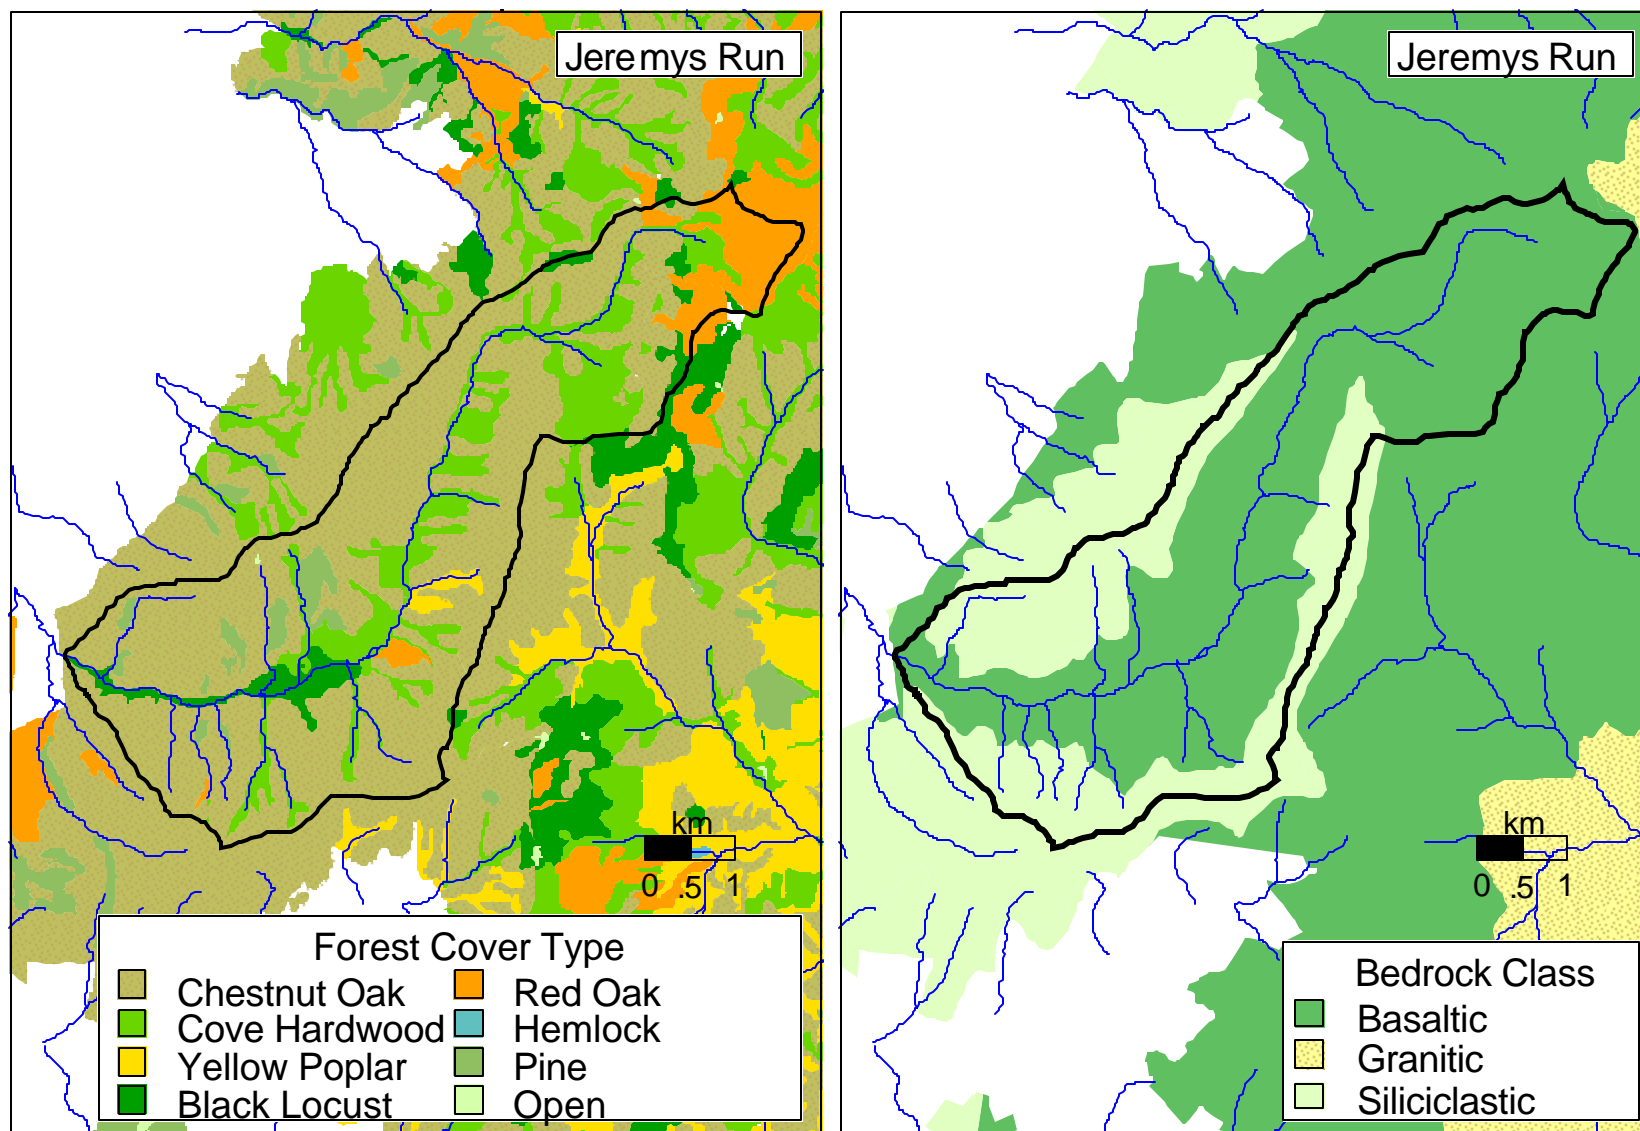 Jeremys Run
km
0 .5 1
Forest Cover Type
Chestnut Oak
Cove Hardwood
Yellow Poplar
Black Locust
Red Oak
Hemlock
Pine
Open
Jeremys Run
km
0 .5 1
Bedrock Class
Basaltic
Granitic
Siliciclastic